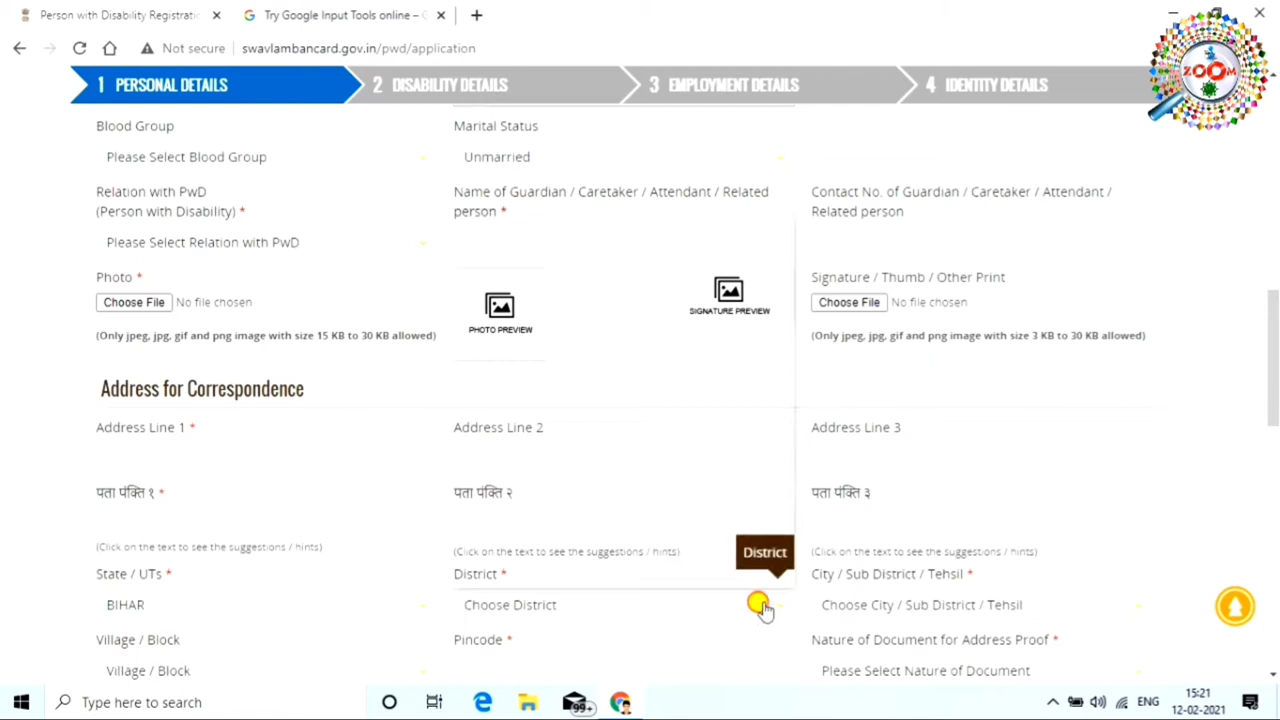 Person with Disability Registrati
Try Google Input Tools online – G
Not secure
swavlambancard.gov.in/pwd/application
1 PERSONAL DETAILS
2 DISABILITY DETAILS
3 EMPLOYMENT DETAILS
4 IDENTITY DETAILS
ZOOM
Blood Group
Marital Status
Please Select Blood Group
Unmarried
Relation with PwD
(Person with Disability) *
Name of Guardian / Caretaker / Attendant / Related
person *
Contact No. of Guardian / Caretaker / Attendant /
Related person
Please Select Relation with PwD
Photo *
Choose File No file chosen
(Only jpeg, jpg, gif and png image with size 15 KB to 30 KB allowed)
PHOTO PREVIEW
SIGNATURE PREVIEW
Signature / Thumb / Other Print
Choose File No file chosen
(Only jpeg, jpg, gif and png image with size 3 KB to 30 KB allowed)
Address for Correspondence
Address Line 1 *
Address Line 2
Address Line 3
पता पंक्ति १ *
पता पंक्ति २
पता पंक्ति ३
(Click on the text to see the suggestions / hints)
(Click on the text to see the suggestions / hints)
District
(Click on the text to see the suggestions / hints)
State / UTs *
District *
City / Sub District / Tehsil *
BIHAR
Choose District
Choose City / Sub District / Tehsil
Village / Block
Pincode *
Nature of Document for Address Proof *
Village / Block
Please Select Nature of Document
Type here to search
99+
ENG
15:21
12-02-2021